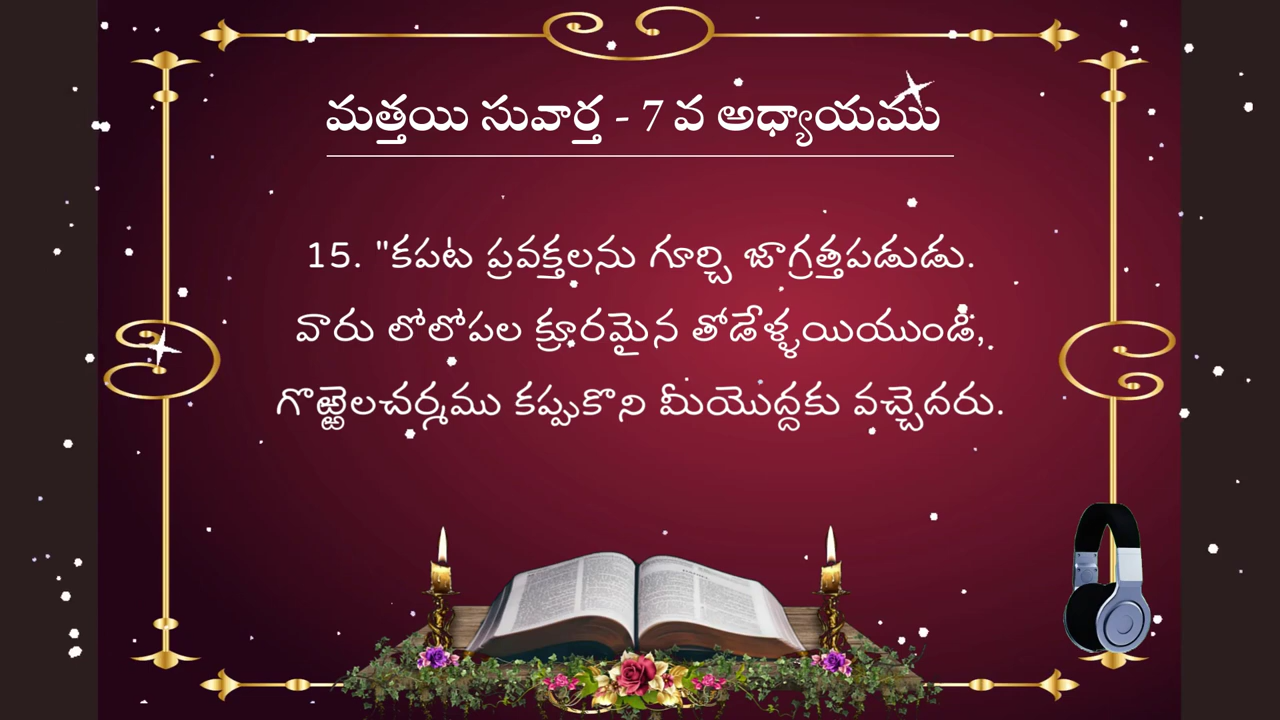 మత్తయి సువార్త - 7 వ అధ్యాయము
15. "కపట ప్రవక్తలను గూర్చి జాగ్రత్తపడుడు.
వారు లోలోపల క్రూరమైన తోడేళ్ళయియుండి,
గొఱ్ఱెలచర్మము కప్పుకొని మీయొద్దకు వచ్చెదరు.